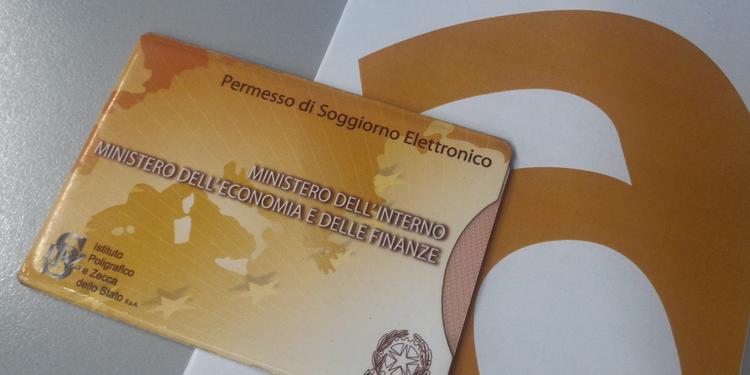 Permesso di Soggiorno Elettronico
MINISTERO DELL'INTERNO
MINISTERO DELL'ECONOMIA E DELLE FINANZE
Istituto
Poligrafico
e Zecca
dello Stato S.p.A.
a